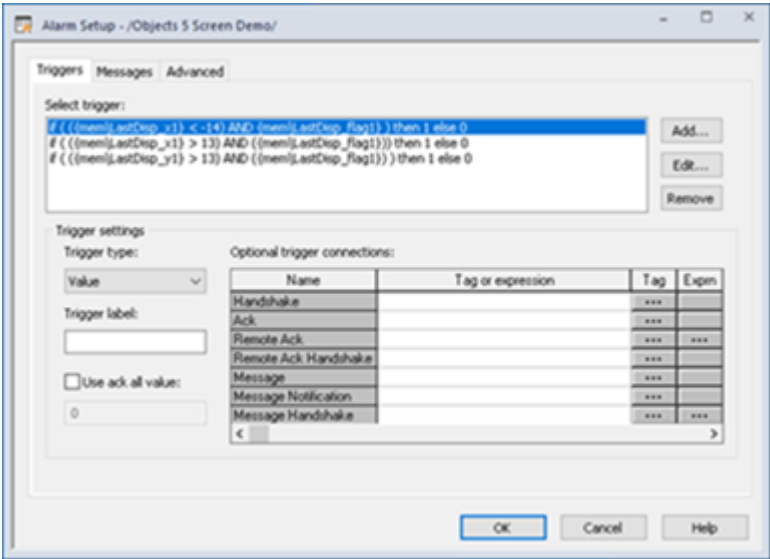 Alarm Setup - /Objects 5 Screen Demo/
Triggers Messages Advanced
Select trigger:
if ( ({mem\LastDisp_x1} < -14) AND {mem\LastDisp_flag1} ) then 1 else 0
if ( ({mem\LastDisp_x1} > 13) AND ({mem\LastDisp_flag1})) then 1 else 0
if ( ({mem\LastDisp_y1} > 13) AND ({mem\LastDisp_flag1}) ) then 1 else 0
Add...
Edit...
Remove
Trigger settings
Trigger type:
Optional trigger connections:
Value
Name Tag or expression Tag Exprn
Handshake ...
Trigger label:
Ack ...
Remote Ack ... ...
Remote Ack Handshake ...
Use ack all value:
Message ...
Message Notification ...
0
Message Handshake ... ...
OK Cancel Help